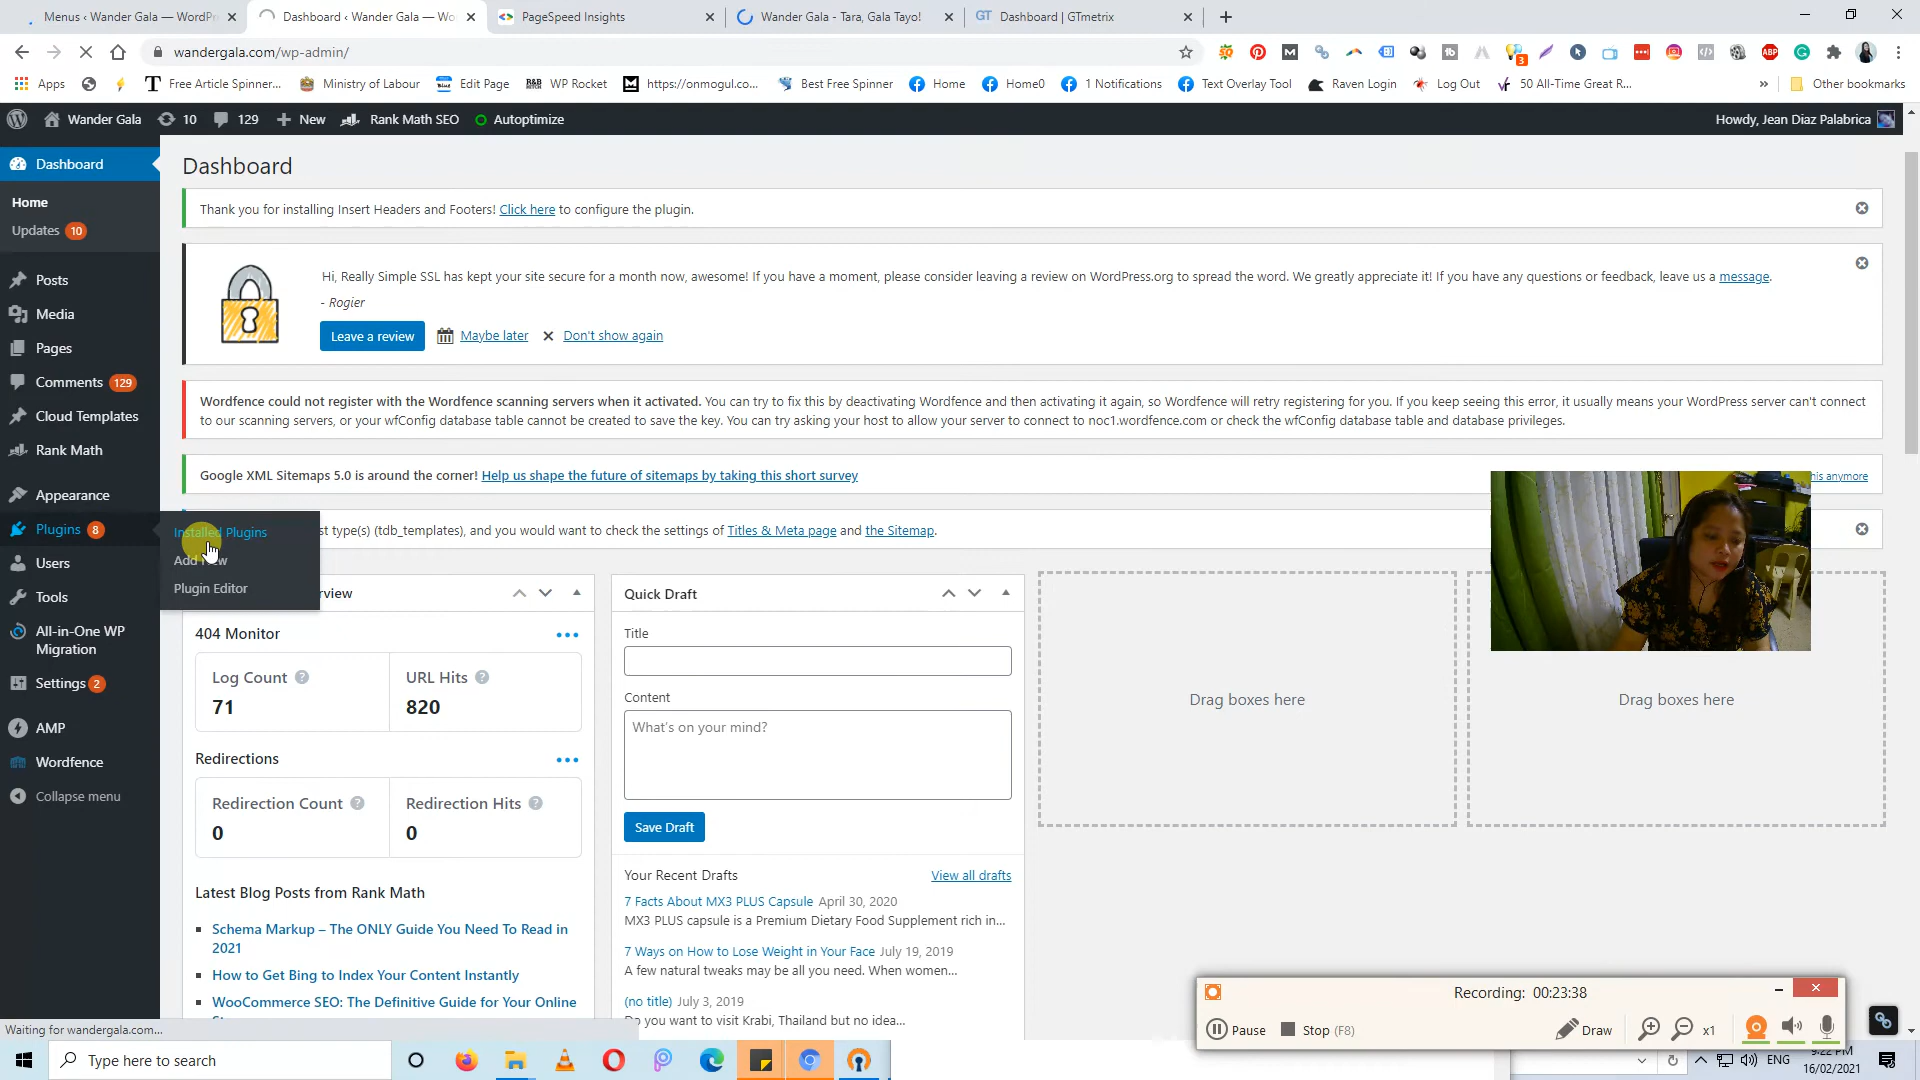 Menus ‹ Wander Gala — WordPr
Dashboard ‹ Wander Gala — Wo
PageSpeed Insights
Wander Gala - Tara, Gala Tayo!
Dashboard | GTmetrix
wandergala.com/wp-admin/
Apps
Free Article Spinner...
Ministry of Labour
Edit Page
WP Rocket
https://onmogul.co...
Best Free Spinner
Home
Home0
1 Notifications
Text Overlay Tool
Raven Login
Log Out
50 All-Time Great R...
Other bookmarks
Wander Gala
10
129
New
Rank Math SEO
Autoptimize
Howdy, Jean Diaz Palabrica
Dashboard
Home
Updates 10
Posts
Media
Pages
Comments 129
Cloud Templates
Rank Math
Appearance
Plugins 8
Users
Tools
All-in-One WP
Migration
Settings 2
AMP
Wordfence
Collapse menu
Installed Plugins
Add New
Plugin Editor
Dashboard
Thank you for installing Insert Headers and Footers! Click here to configure the plugin.
Hi, Really Simple SSL has kept your site secure for a month now, awesome! If you have a moment, please consider leaving a review on WordPress.org to spread the word. We greatly appreciate it! If you have any questions or feedback, leave us a message.
- Rogier
Leave a review
Maybe later
Don't show again
Wordfence could not register with the Wordfence scanning servers when it activated. You can try to fix this by deactivating Wordfence and then activating it again, so Wordfence will retry registering for you. If you keep seeing this error, it usually means your WordPress server can't connect
to our scanning servers, or your wfConfig database table cannot be created to save the key. You can try asking your host to allow your server to connect to noc1.wordfence.com or check the wfConfig database table and database privileges.
Google XML Sitemaps 5.0 is around the corner! Help us shape the future of sitemaps by taking this short survey
his anymore
st type(s) (tdb_templates), and you would want to check the settings of Titles & Meta page and the Sitemap.
rview
404 Monitor
Log Count
71
URL Hits
820
Redirections
Redirection Count
0
Redirection Hits
0
Latest Blog Posts from Rank Math
Schema Markup – The ONLY Guide You Need To Read in
2021
How to Get Bing to Index Your Content Instantly
WooCommerce SEO: The Definitive Guide for Your Online
Quick Draft
Title
Content
What's on your mind?
Save Draft
Your Recent Drafts
View all drafts
7 Facts About MX3 PLUS Capsule April 30, 2020
MX3 PLUS capsule is a Premium Dietary Food Supplement rich in...
7 Ways on How to Lose Weight in Your Face July 19, 2019
A few natural tweaks may be all you need. When women...
(no title) July 3, 2019
Do you want to visit Krabi, Thailand but no idea...
Drag boxes here
Drag boxes here
Recording: 00:23:38
Pause
Stop (F8)
Draw
x1
Waiting for wandergala.com...
Type here to search
ENG
9:22 PM
16/02/2021